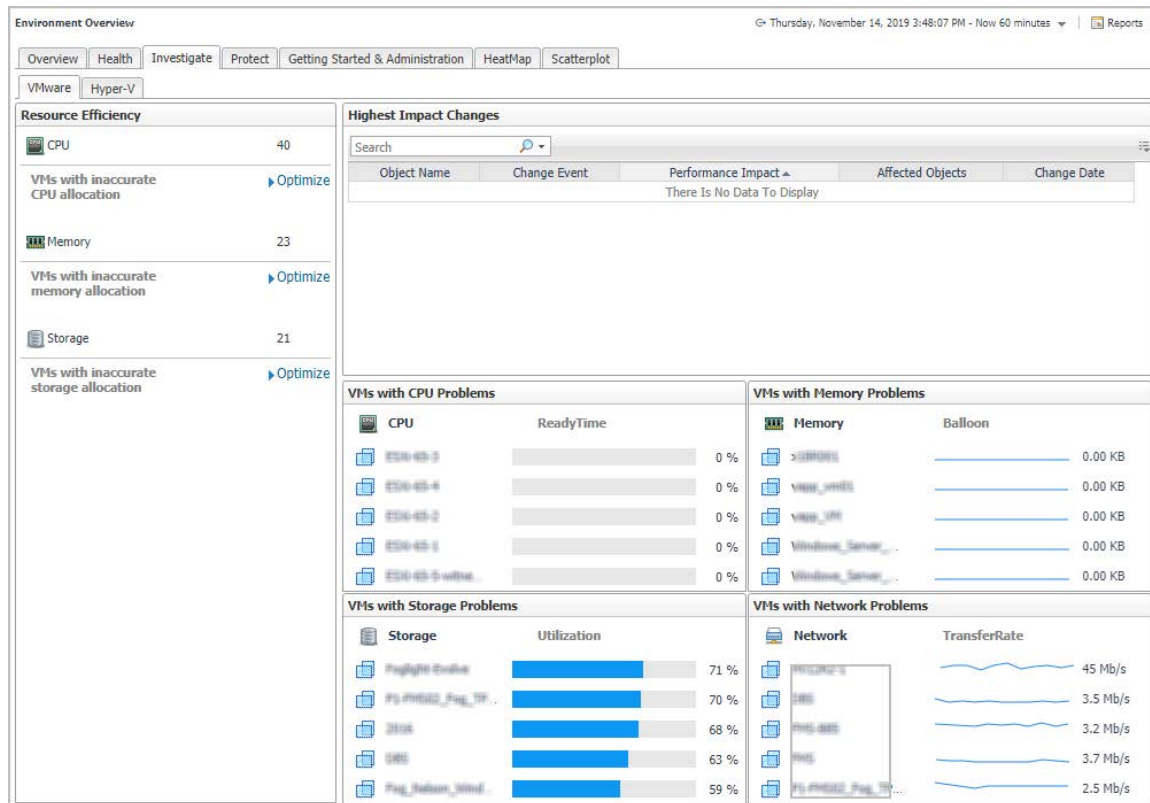 Environment Overview
Thursday, November 14, 2019 3:48:07 PM - Now 60 minutes
Reports
Overview
Health
Investigate
Protect
Getting Started & Administration
HeatMap
Scatterplot
VMware
Hyper-V
Resource Efficiency
CPU 40
VMs with inaccurate
CPU allocation
Optimize
Memory 23
VMs with inaccurate
memory allocation
Optimize
Storage 21
VMs with inaccurate
storage allocation
Optimize
Highest Impact Changes
Search
Object Name Change Event Performance Impact Affected Objects Change Date
There Is No Data To Display
VMs with CPU Problems
CPU ReadyTime
0 %
0 %
0 %
0 %
0 %
VMs with Memory Problems
Memory Balloon
0.00 KB
0.00 KB
0.00 KB
0.00 KB
0.00 KB
VMs with Storage Problems
Storage Utilization
71 %
70 %
68 %
63 %
59 %
VMs with Network Problems
Network TransferRate
45 Mb/s
3.5 Mb/s
3.2 Mb/s
3.7 Mb/s
2.5 Mb/s